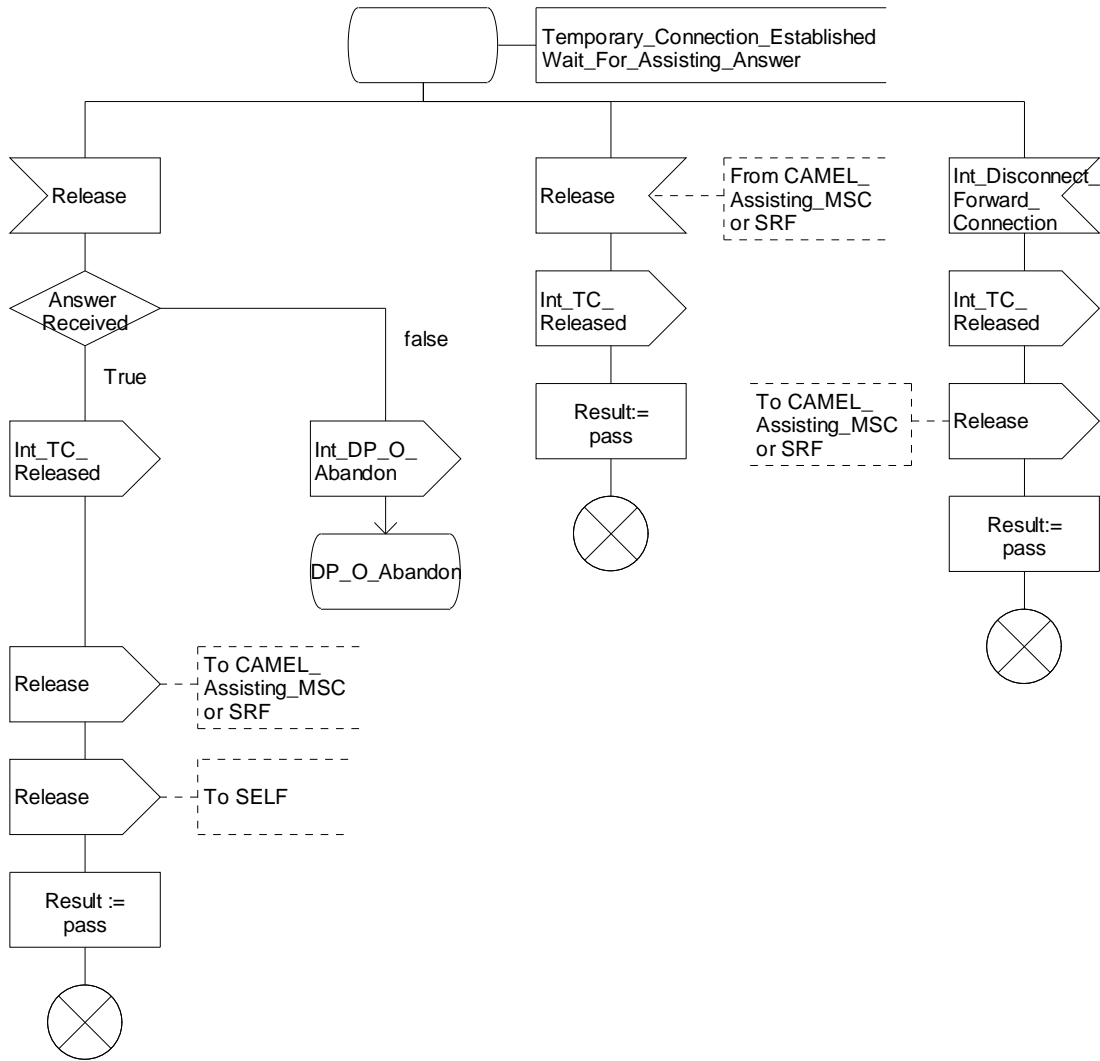 Temporary_Connection_Established
Wait_For_Assisting_Answer
Release
Answer
Received
True
false
Int_TC_
Released
Int_DP_O_
Abandon
DP_O_Abandon
Release
To CAMEL_
Assisting_MSC
or SRF
Release
To SELF
Result :=
pass
Release
From CAMEL_
Assisting_MSC
or SRF
Int_TC_
Released
Result:=
pass
Int_Disconnect_
Forward_
Connection
Int_TC_
Released
To CAMEL_
Assisting_MSC
or SRF
Release
Result:=
pass